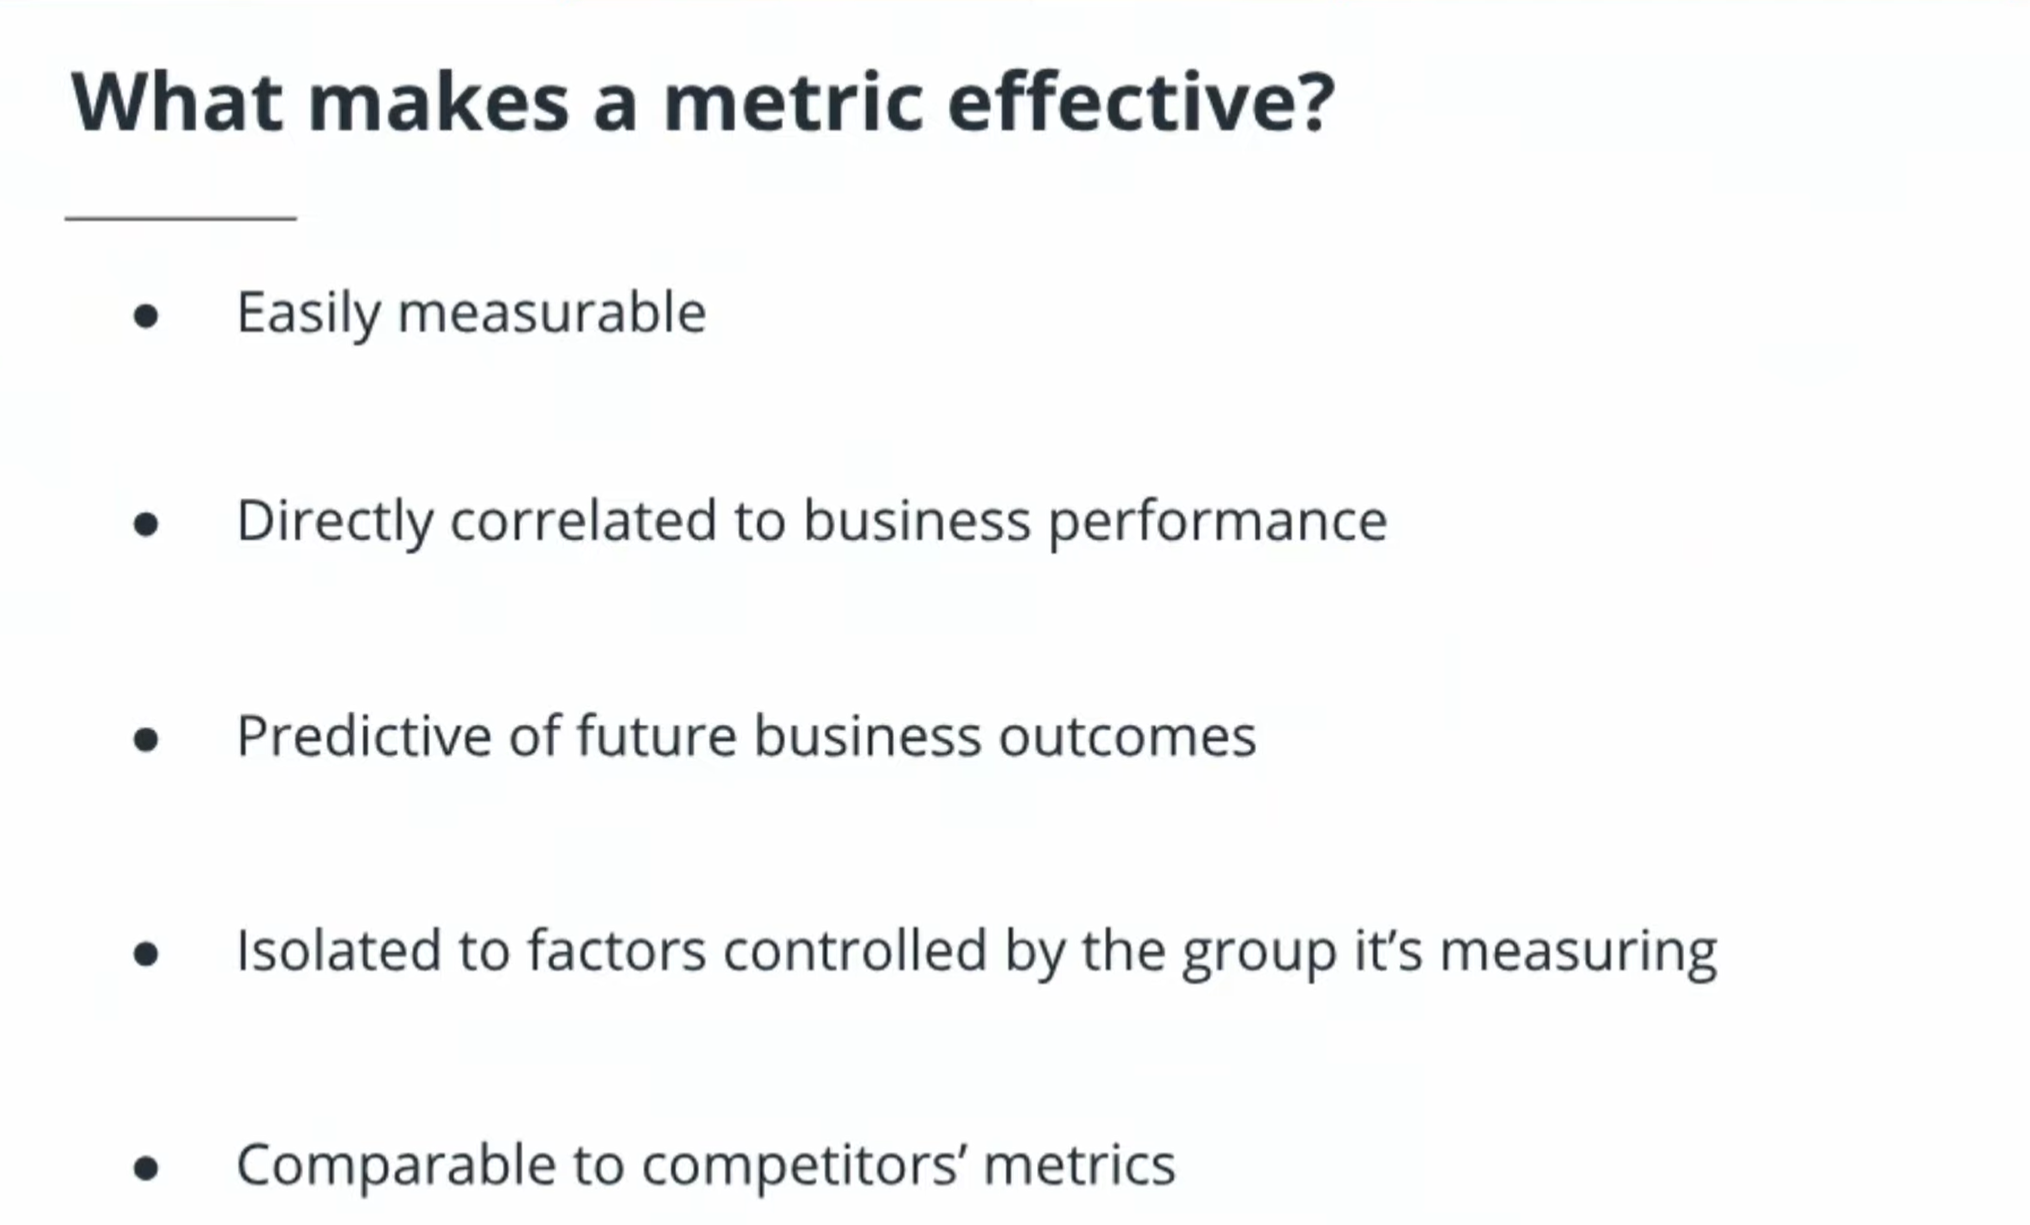 What makes a metric effective?
● Easily measurable
● Directly correlated to business performance
● Predictive of future business outcomes
● Isolated to factors controlled by the group it’s measuring
● Comparable to competitors’ metrics